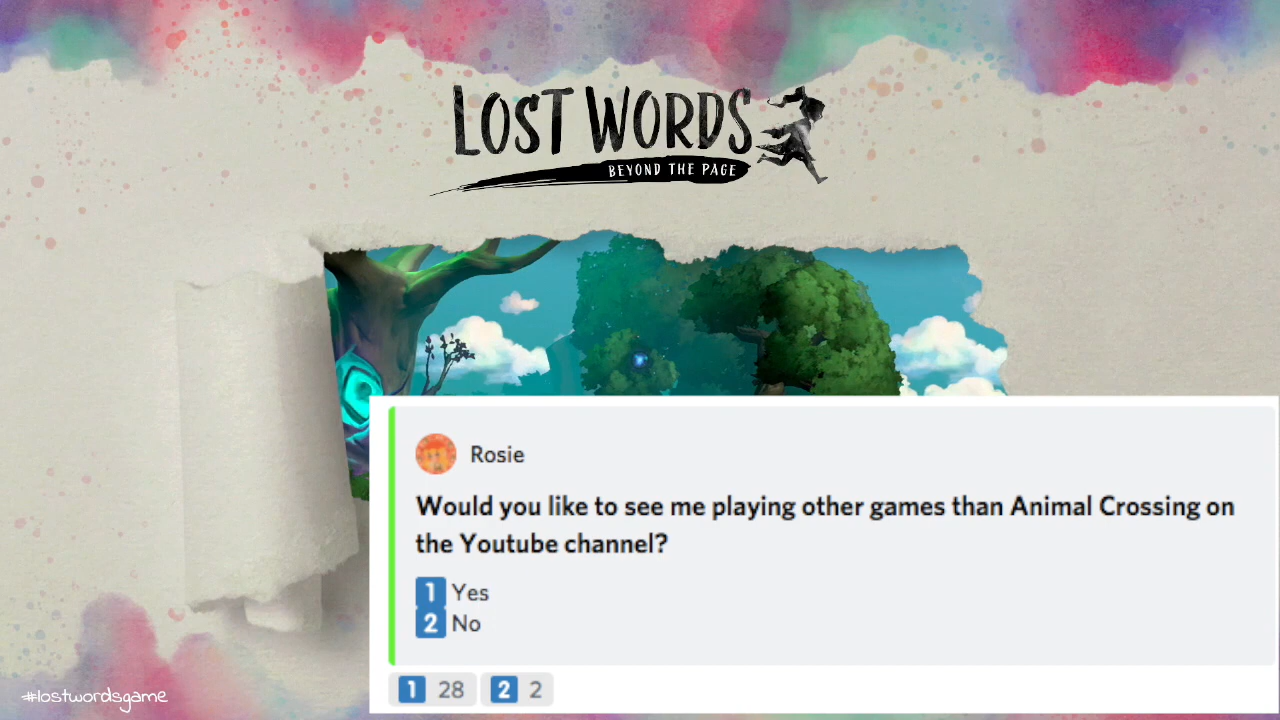 LOST WORDS
BEYOND THE PAGE
Rosie
Would you like to see me playing other games than Animal Crossing on
the Youtube channel?
1 Yes
2 No
1 28 2 2
#lostwordsgame